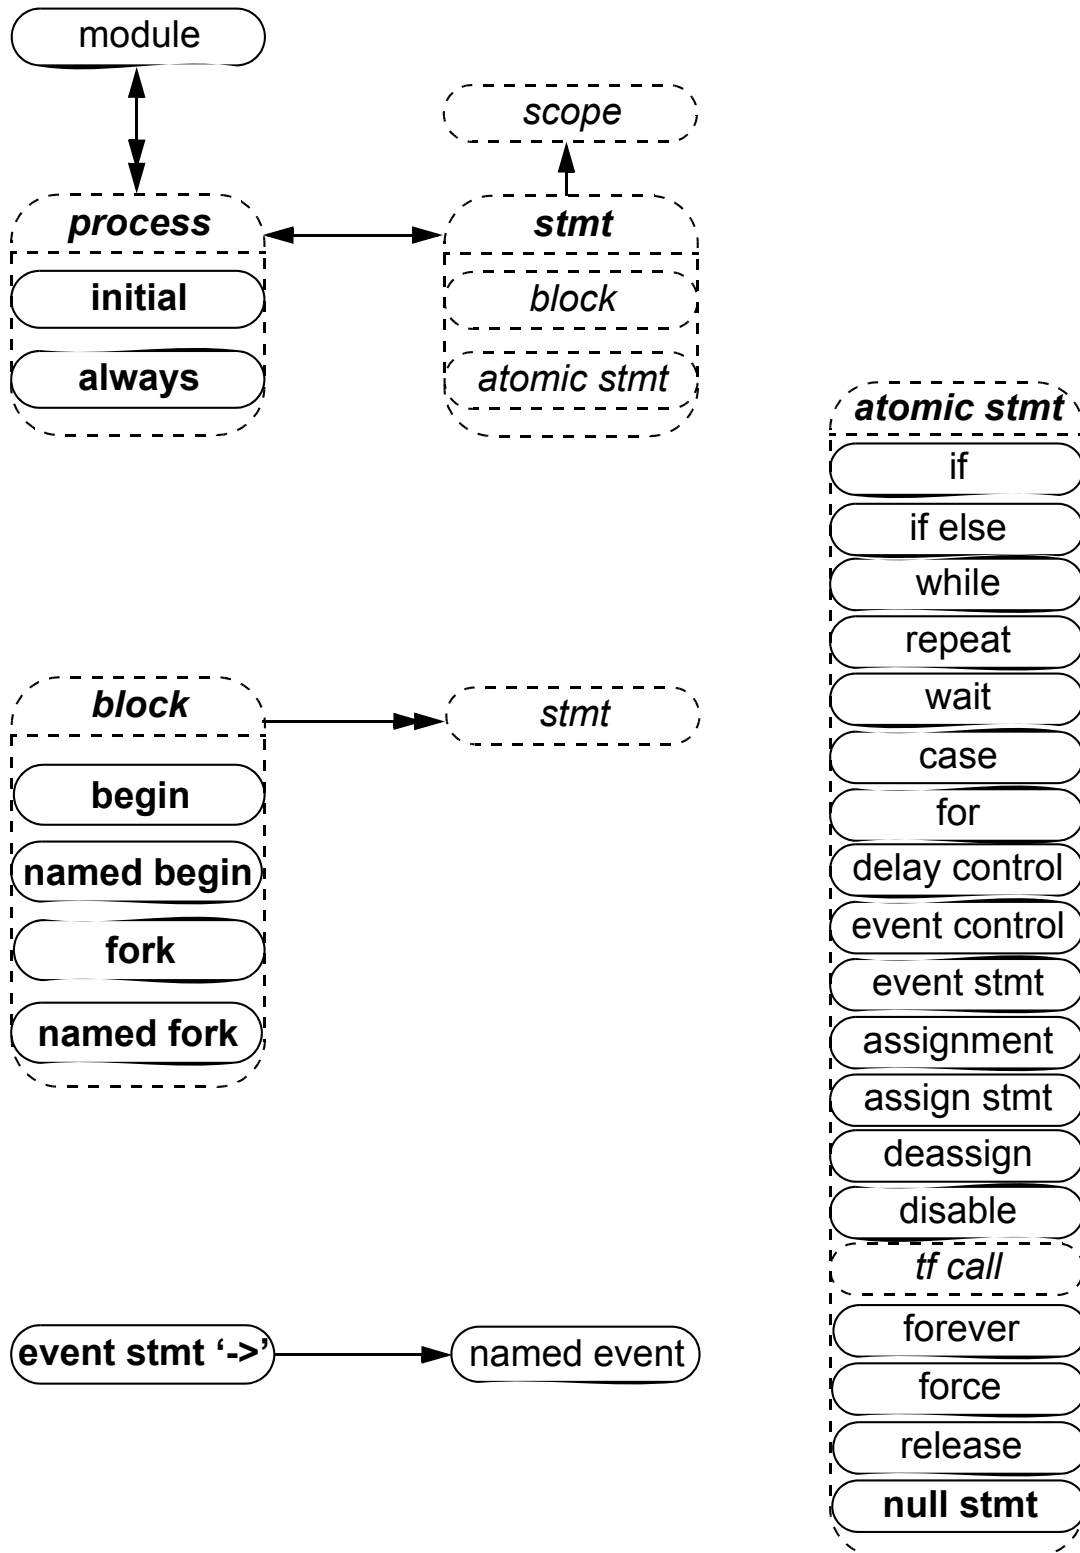 module
scope
process
stmt
initial
block
always
atomic stmt
atomic stmt
if
if else
while
repeat
wait
case
for
delay control
event control
event stmt
assignment
assign stmt
deassign
disable
tf call
forever
force
release
null stmt
block
stmt
begin
named begin
fork
named fork
event stmt ‘->’
named event